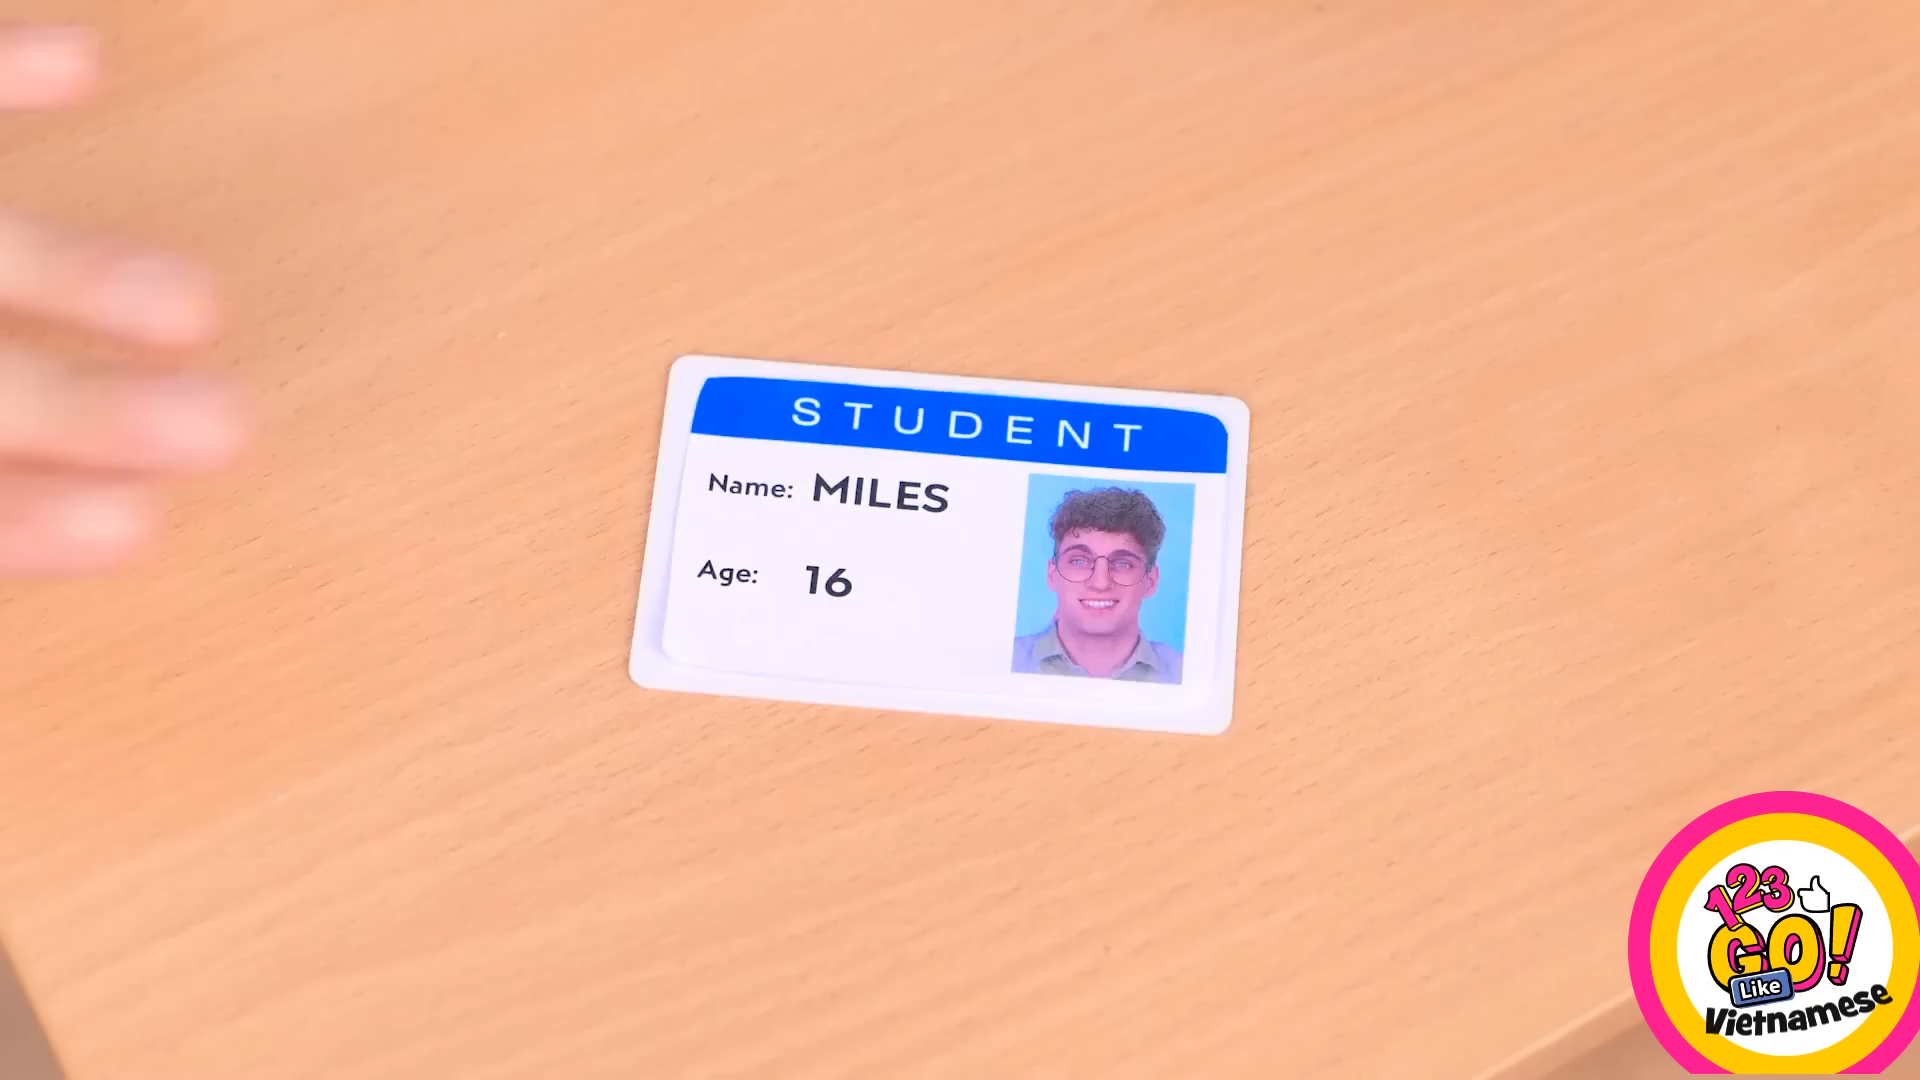 STUDENT
Name: MILES
Age: 16
123
GO!
Like
Vietnamese